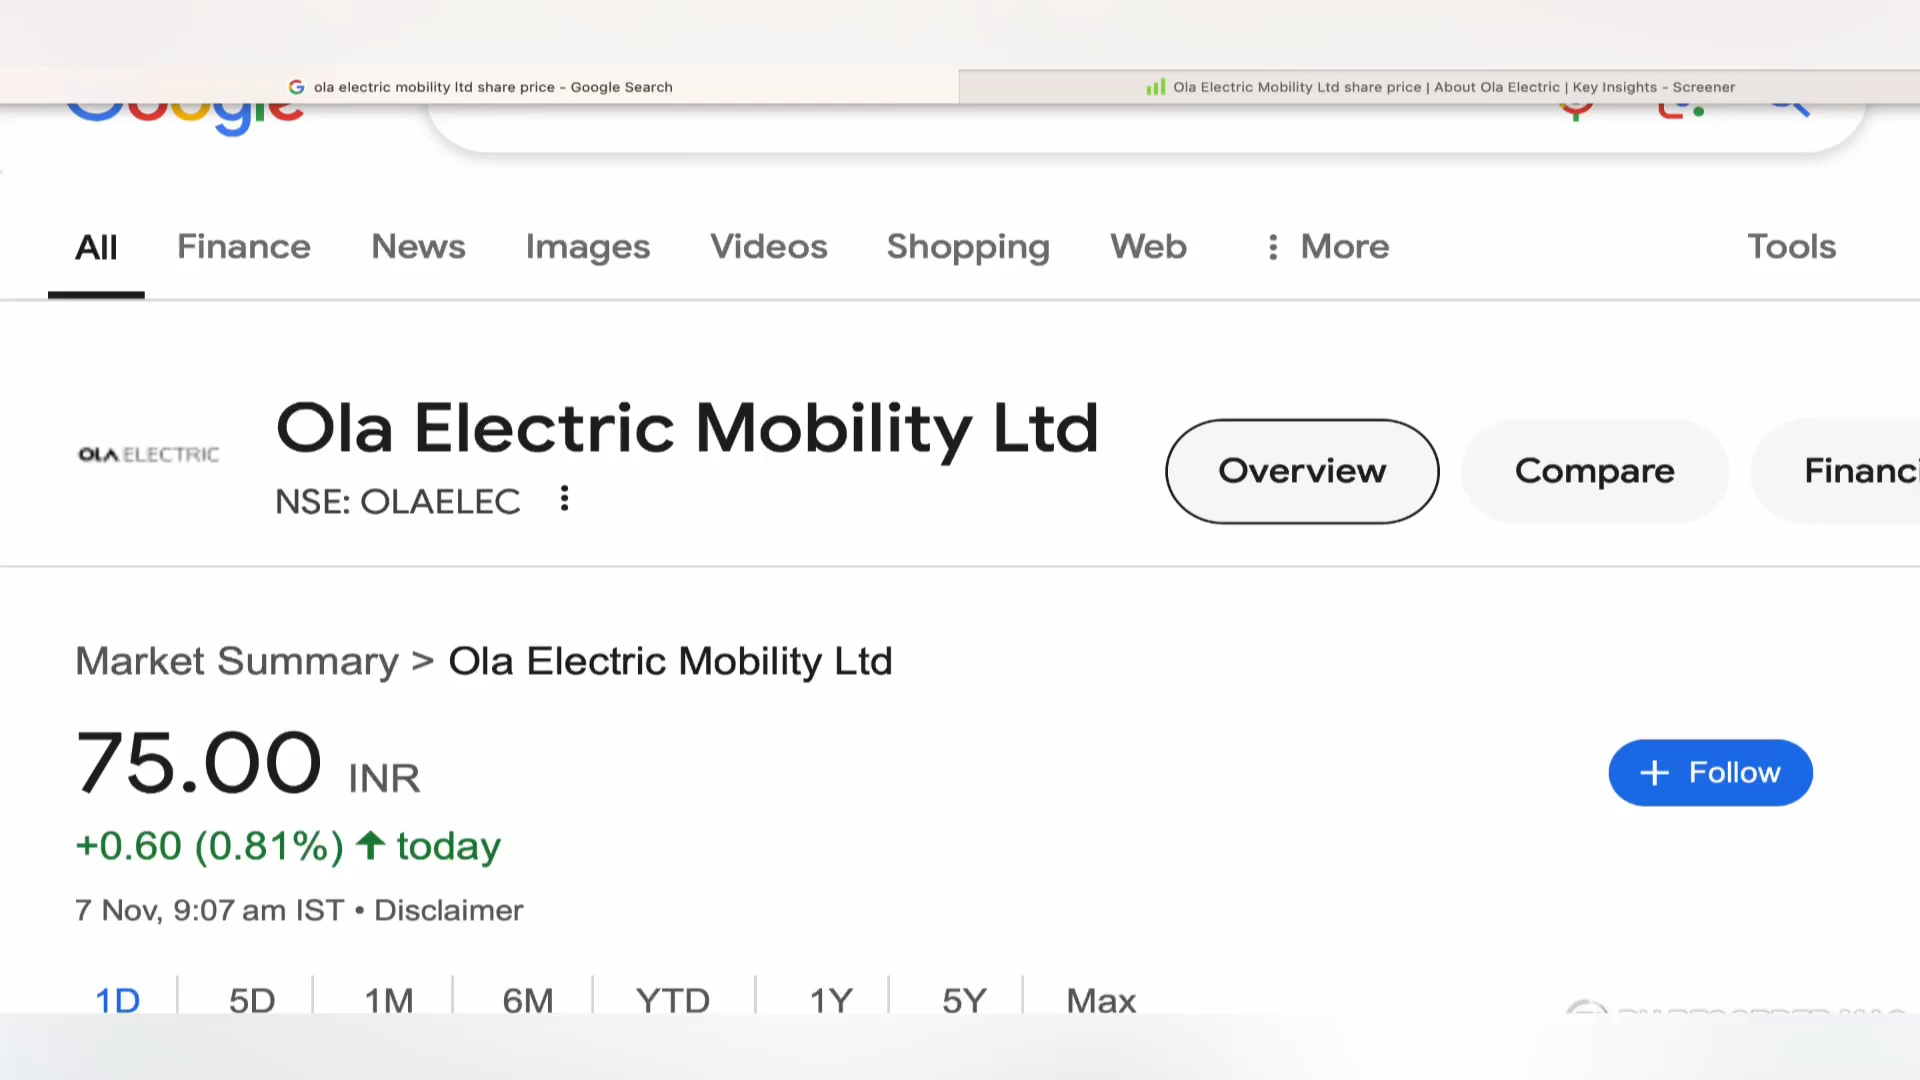 ola electric mobility ltd share price - Google Search
Ola Electric Mobility Ltd share price | About Ola Electric | Key Insights - Screener
Google
All Finance News Images Videos Shopping Web More Tools
Ola Electric Mobility Ltd
OLA ELECTRIC
NSE: OLAELEC
Overview Compare Financi
Market Summary > Ola Electric Mobility Ltd
75.00 INR
+ Follow
+0.60 (0.81%) ↑ today
7 Nov, 9:07 am IST • Disclaimer
1D 5D 1M 6M YTD 1Y 5Y Max